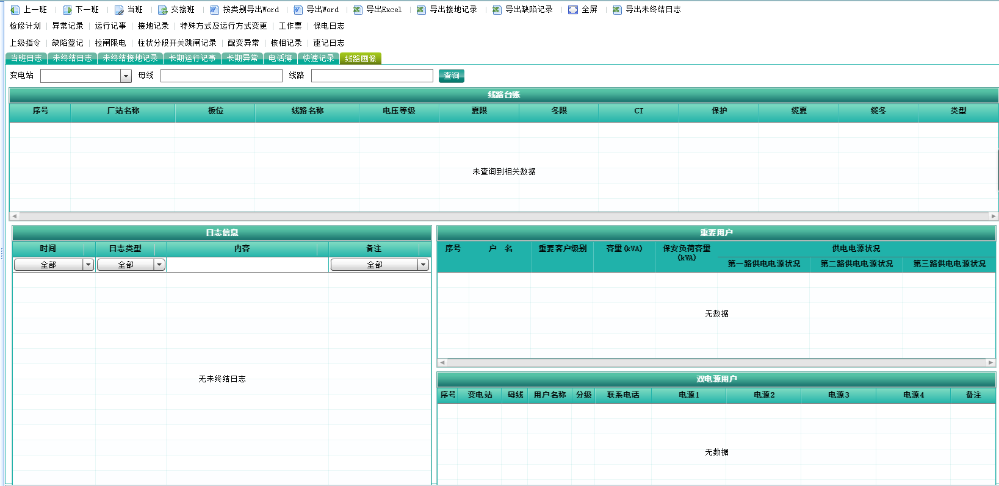 上一班 下一班 当班 交接班 按类别导出Word 导出Word 导出Excel 导出接地记录 导出缺陷记录 全屏 导出未终结日志
检修计划 异常记录 运行记事 接地记录 特殊方式及运行方式变更 工作票 保电日志
上级指令 缺陷登记 拉闸限电 柱状分段开关跳闸记录 配变异常 核相记录 速记日志
当班日志 未终结日志 未终结接地记录 长期运行记事 长期异常 电话簿 快速记录 线路画像
变电站 母线 线路 查询
线路台账
序号 厂站名称 板位 线路名称 电压等级 夏限 冬限 CT 保护 缆夏 缆冬 类型
未查询到相关数据
日志信息
时间 日志类型 内容 备注
全部 全部 全部
无未终结日志
重要用户
序号 户 名 重要客户级别 容量(kVA) 保安负荷容量(kVA) 供电电源状况
第一路供电电源状况 第二路供电电源状况 第三路供电电源状况
无数据
双电源用户
序号 变电站 母线 用户名称 分级 联系电话 电源1 电源2 电源3 电源4 备注
无数据